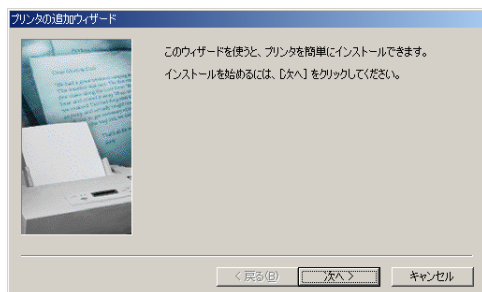 プリンタの追加ウィザード
このウィザードを使うと、プリンタを簡単にインストールできます。
インストールを始めるには、[次へ] をクリックしてください。
< 戻る(B)
次へ >
キャンセル